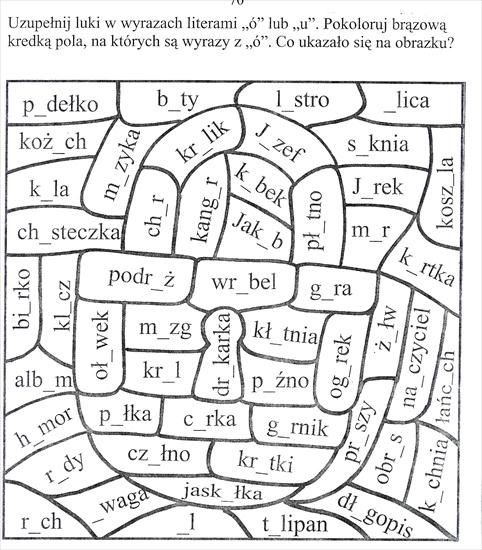 70
Uzupełnij luki w wyrazach literami „ó” lub „u”. Pokoloruj brązową
kredką pola, na których są wyrazy z „ó”. Co ukazało się na obrazku?
p_dełko
b_ty
l_stro
_lica
koż_ch
m_zyka
kr_lik
J_zef
s_knia
kosz_la
k_la
ch_r
kang_r
k_bek
pł_tno
J_rek
ch_steczka
Jak_b
m_r
k_rtka
podr_ż
wr_bel
g_ra
bi_rko
kl_cz
oł_wek
m_zg
dr_karka
kł_tnia
og_rek
ż_łw
na_czyciel
łańc_ch
alb_m
kr_l
p_źno
h_mor
p_łka
c_rka
g_rnik
pr_szy
obr_s
k_chnia
r_dy
cz_łno
kr_tki
_waga
jask_łka
dł_gopis
r_ch
_l
t_lipan